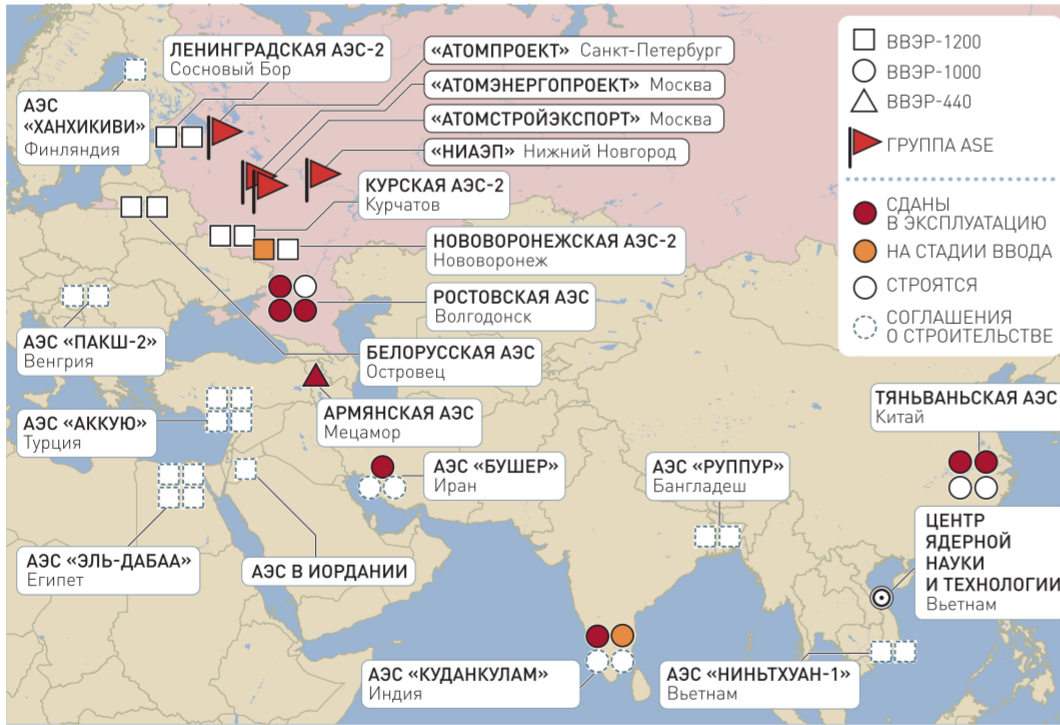 ЛЕНИНГРАДСКАЯ АЭС-2
Сосновый Бор
АЭС
«ХАНХИКИВИ»
Финляндия
«АТОМПРОЕКТ» Санкт-Петербург
«АТОМЭНЕРГОПРОЕКТ» Москва
«АТОМСТРОЙЭКСПОРТ» Москва
«НИАЭП» Нижний Новгород
КУРСКАЯ АЭС-2
Курчатов
НОВОВОРОНЕЖСКАЯ АЭС-2
Нововоронеж
РОСТОВСКАЯ АЭС
Волгодонск
АЭС «ПАКШ-2»
Венгрия
БЕЛОРУССКАЯ АЭС
Островец
АРМЯНСКАЯ АЭС
Мецамор
АЭС «АККУЮ»
Турция
АЭС «БУШЕР»
Иран
АЭС «РУППУР»
Бангладеш
ТЯНЬВАНЬСКАЯ АЭС
Китай
АЭС «ЭЛЬ-ДАБАА»
Египет
АЭС В ИОРДАНИИ
ЦЕНТР
ЯДЕРНОЙ
НАУКИ
И ТЕХНОЛОГИИ
Вьетнам
АЭС «КУДАНКУЛАМ»
Индия
АЭС «НИНЬТХУАН-1»
Вьетнам
ВВЭР-1200
ВВЭР-1000
ВВЭР-440
ГРУППА ASE
СДАНЫ
В ЭКСПЛУАТАЦИЮ
НА СТАДИИ ВВОДА
СТРОЯТСЯ
СОГЛАШЕНИЯ
О СТРОИТЕЛЬСТВЕ